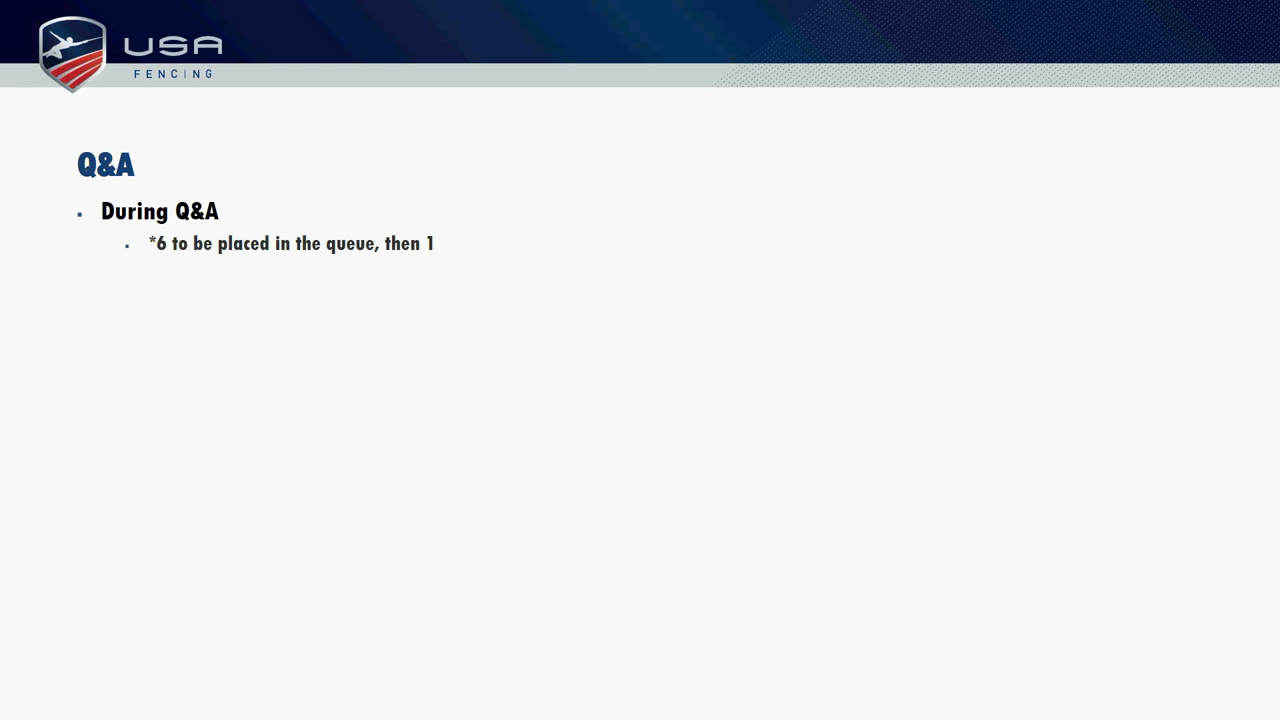 USA
FENCING
Q&A
During Q&A
*6 to be placed in the queue, then 1